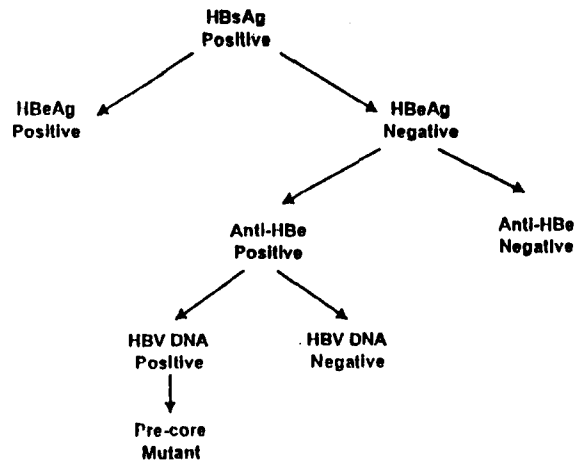 HBsAg
Positive
HBeAg
Positive
HBeAg
Negative
Anti-HBe
Positive
Anti-HBe
Negative
HBV DNA
Positive
HBV DNA
Negative
Pre-core
Mutant